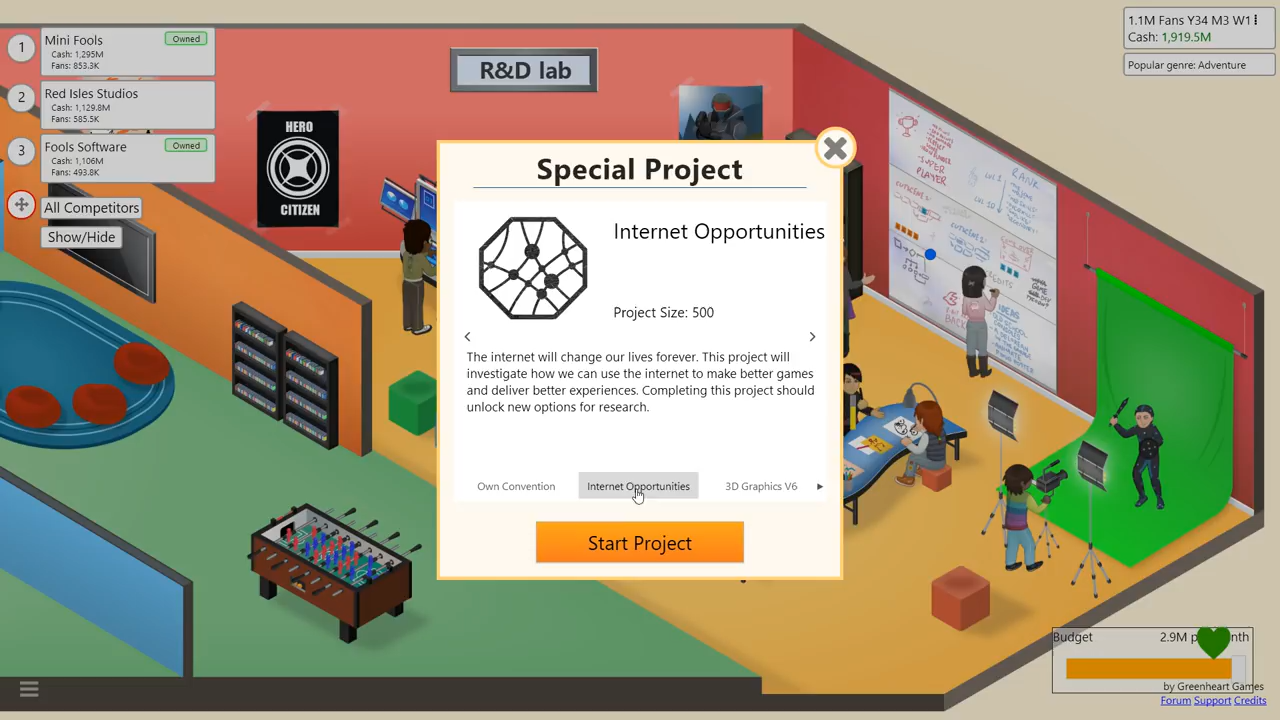 1
Mini Fools
Owned
Cash: 1,295M
Fans: 853.3K
2
Red Isles Studios
Cash: 1,129.8M
Fans: 585.5K
3
Fools Software
Owned
Cash: 1,106M
Fans: 493.8K
All Competitors
Show/Hide
R&D lab
1.1M Fans Y34 M3 W1
Cash: 1,919.5M
Popular genre: Adventure
HERO
CITIZEN
SUPER
PLAYER
RANK
IDEAS
Special Project
Internet Opportunities
Project Size: 500
The internet will change our lives forever. This project will
investigate how we can use the internet to make better games
and deliver better experiences. Completing this project should
unlock new options for research.
Own Convention
Internet Opportunities
3D Graphics V6
Start Project
Budget
2.9M
by Greenheart Games
Forum Support Credits